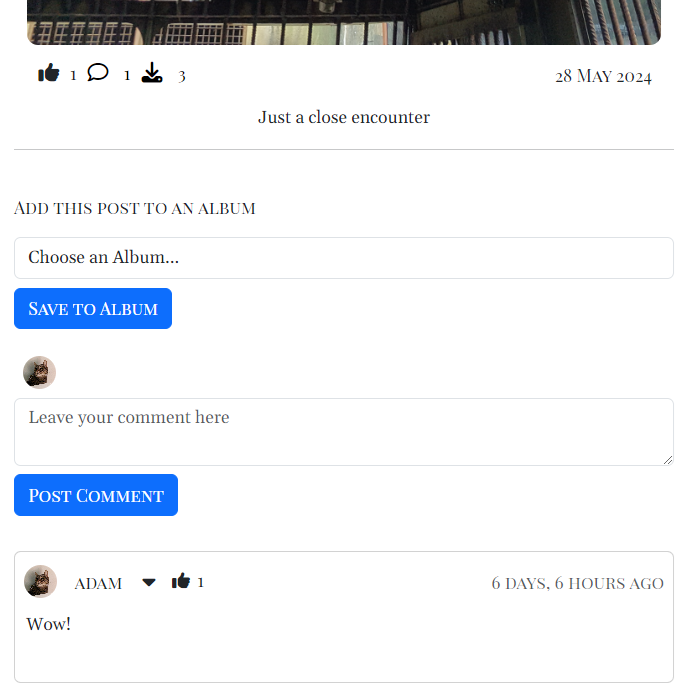 1 1 3 28 May 2024
Just a close encounter
Add this post to an album
Choose an Album...
Save to Album
Leave your comment here
Post Comment
adam 1 6 days, 6 hours ago
Wow!